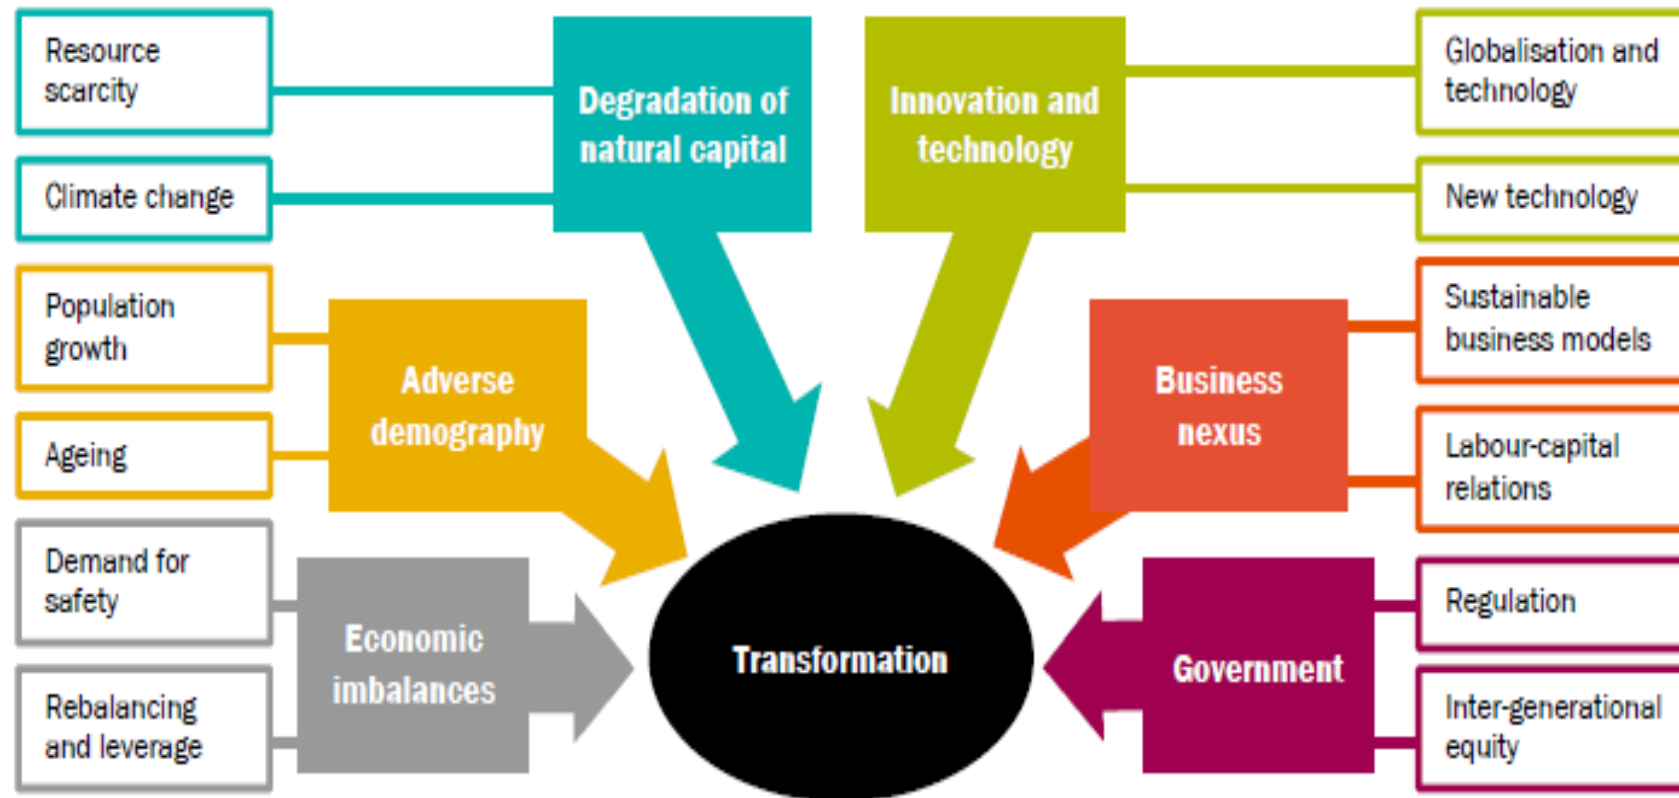 Resource
scarcity
Climate change
Population
growth
Ageing
Demand for
safety
Rebalancing
and leverage
Degradation of
natural capital
Adverse
demography
Economic
imbalances
Transformation
Innovation and
technology
Business
nexus
Government
Globalisation and
technology
New technology
Sustainable
business models
Labour-capital
relations
Regulation
Inter-generational
equity